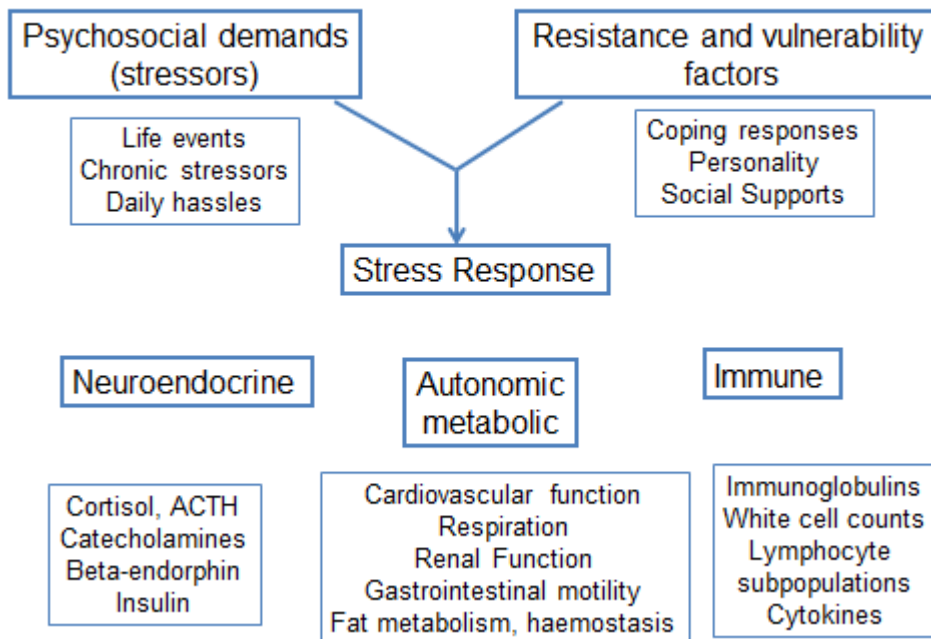 Psychosocial demands
(stressors)
Resistance and vulnerability
factors
Life events
Chronic stressors
Daily hassles
Coping responses
Personality
Social Supports
Stress Response
Neuroendocrine
Autonomic
metabolic
Immune
Cortisol, ACTH
Catecholamines
Beta-endorphin
Insulin
Cardiovascular function
Respiration
Renal Function
Gastrointestinal motility
Fat metabolism, haemostasis
Immunoglobulins
White cell counts
Lymphocyte
subpopulations
Cytokines